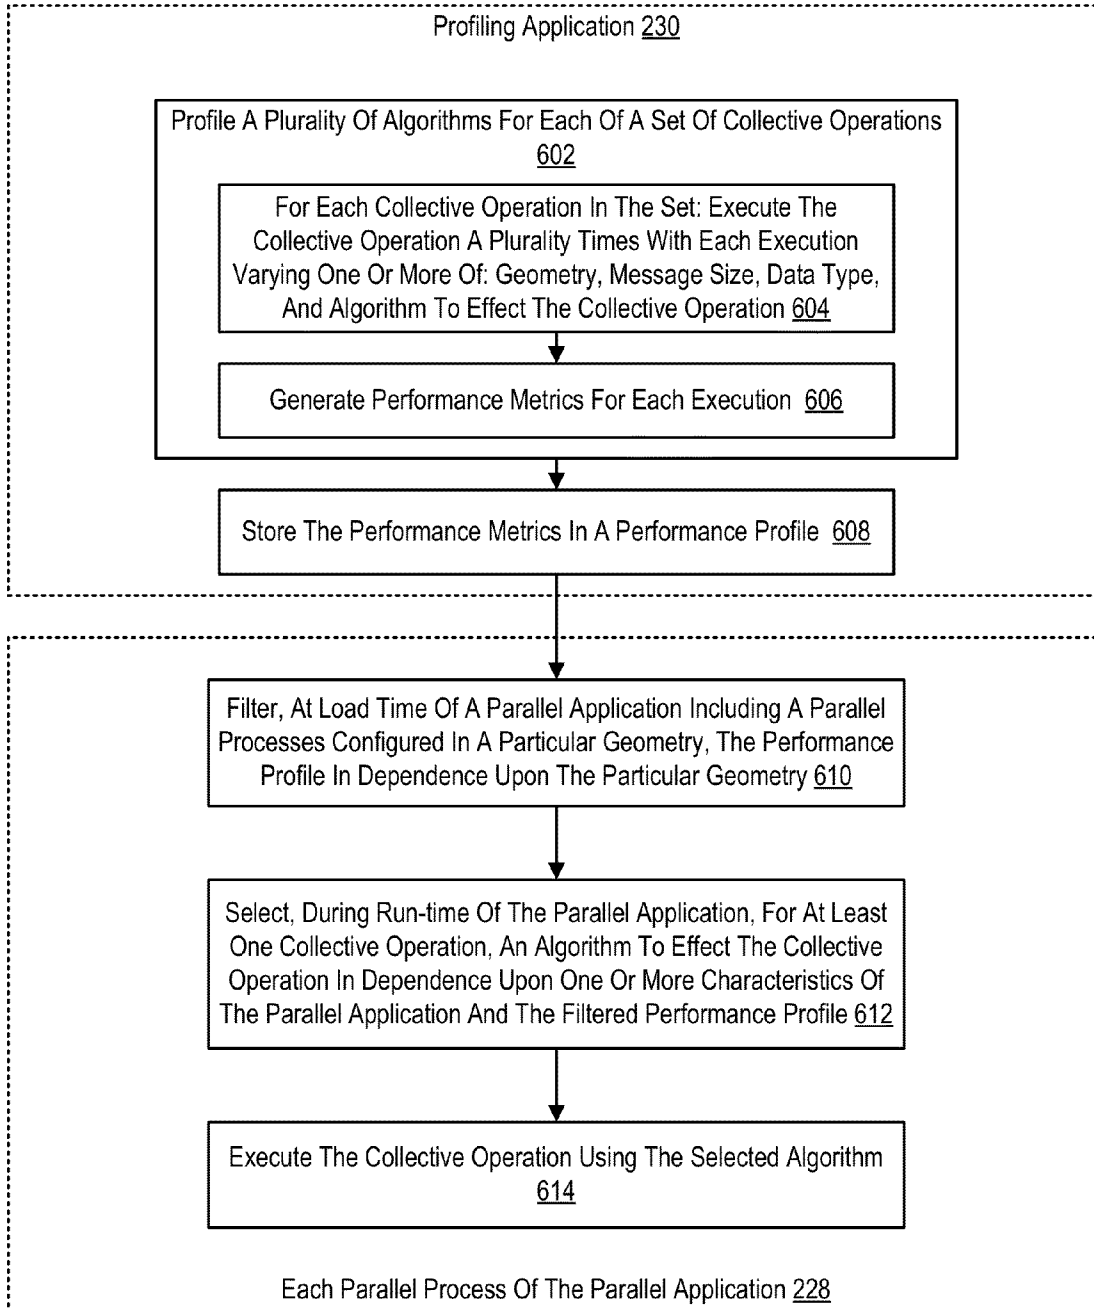 Profiling Application 230
Profile A Plurality Of Algorithms For Each Of A Set Of Collective Operations
602
For Each Collective Operation In The Set: Execute The
Collective Operation A Plurality Times With Each Execution
Varying One Or More of: Geometry, Message Size, Data Type,
And Algorithm To Effect The Collective Operation 604
Generate Performance Metrics For Each Execution 606
Store The Performance Metrics In A Performance Profile 608
Filter, At Load Time Of A Parallel Application Including A Parallel
Processes Configured In A Particular Geometry, The Performance
Profile In Dependence Upon The Particular Geometry 610
Select, During Run-time Of The Parallel Application, For At Least
One Collective Operation, An Algorithm To Effect The Collective
Operation In Dependence Upon One Or More Characteristics Of
The Parallel Application And The Filtered Performance Profile 612
Execute The Collective Operation Using The Selected Algorithm
614
Each Parallel Process Of The Parallel Application 228